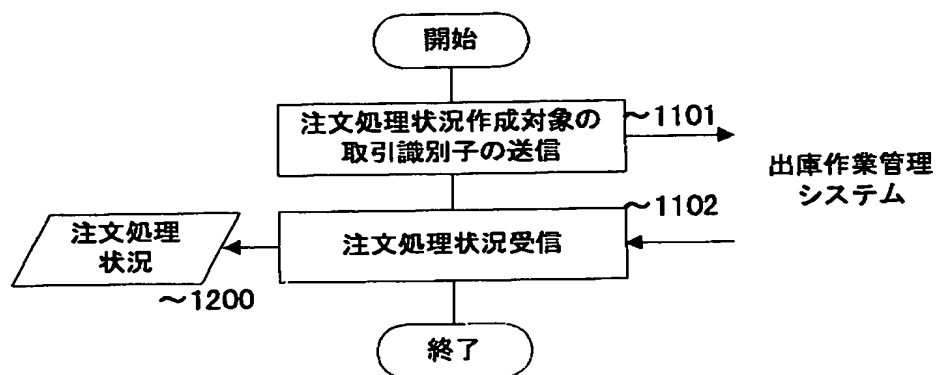 開始
注文処理状況作成対象の
取引識別子の送信
～1101
出庫作業管理
システム
注文処理状況受信
～1102
注文処理
状況
～1200
終了